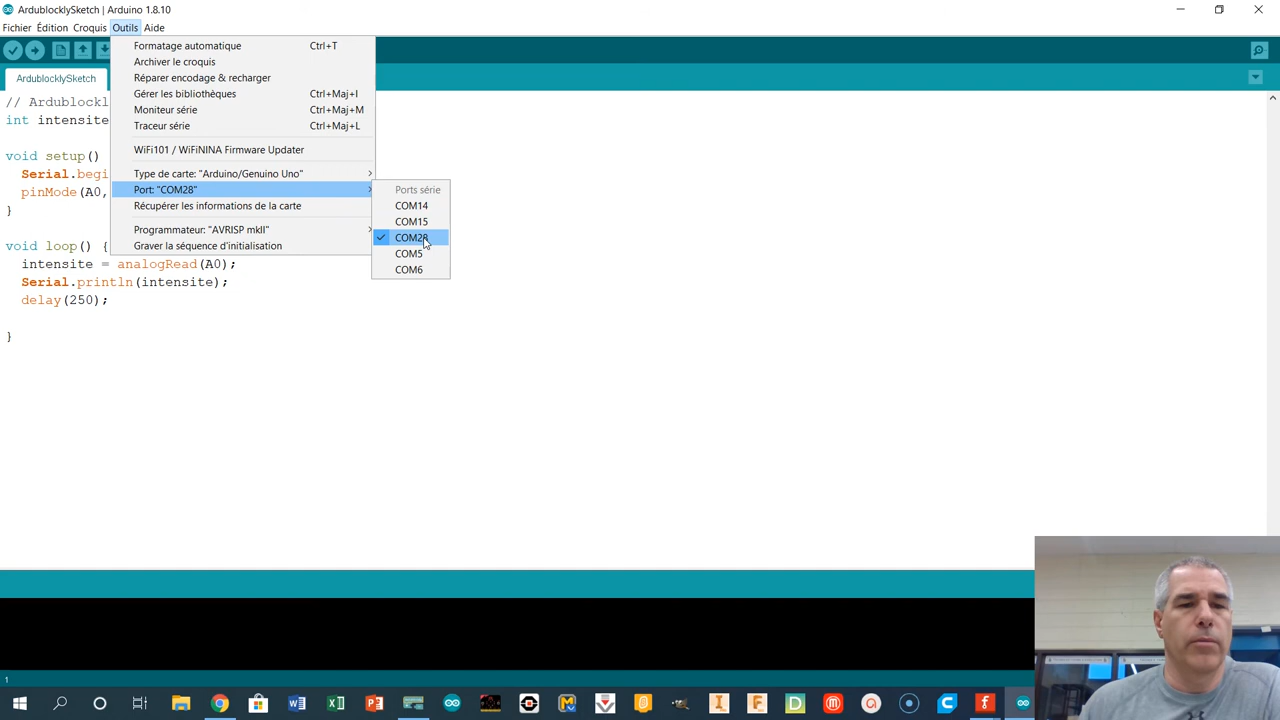 ArdublocklySketch | Arduino 1.8.10
Fichier Édition Croquis Outils Aide
ArdublocklySketch
Formatage automatique Ctrl+T
Archiver le croquis
Réparer encodage & recharger
Gérer les bibliothèques Ctrl+Maj+I
Moniteur série Ctrl+Maj+M
Traceur série Ctrl+Maj+L
WiFi101 / WiFiNINA Firmware Updater
Type de carte: "Arduino/Genuino Uno"
Port: "COM28"
Récupérer les informations de la carte
Programmateur: "AVRISP mkII"
Graver la séquence d'initialisation
Ports série
COM14
COM15
COM28
COM5
COM6
// Ardublockl
int intensite
void setup()
Serial.begi
pinMode(A0,
}
void loop() {
intensite = analogRead(A0);
Serial.println(intensite);
delay(250);
}
1